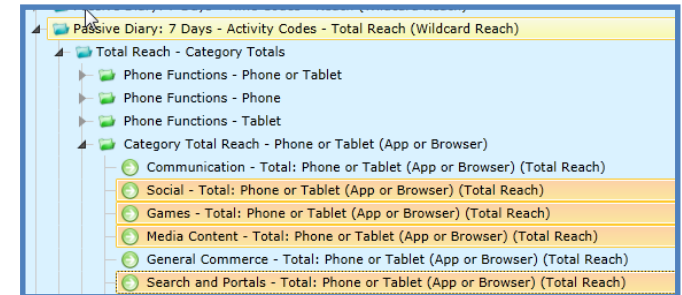 Passive Diary: 7 Days - Activity Codes - Total Reach (Wildcard Reach)
Total Reach - Category Totals
Phone Functions - Phone or Tablet
Phone Functions - Phone
Phone Functions - Tablet
Category Total Reach - Phone or Tablet (App or Browser)
Communication - Total: Phone or Tablet (App or Browser) (Total Reach)
Social - Total: Phone or Tablet (App or Browser) (Total Reach)
Games - Total: Phone or Tablet (App or Browser) (Total Reach)
Media Content - Total: Phone or Tablet (App or Browser) (Total Reach)
General Commerce - Total: Phone or Tablet (App or Browser) (Total Reach)
Search and Portals - Total: Phone or Tablet (App or Browser) (Total Reach)